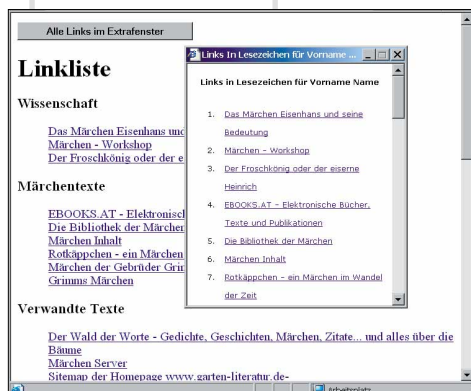 Alle Links im Extrafenster
Linkliste
Wissenschaft
Das Märchen Eisenhans und
Märchen - Workshop
Der Froschkönig oder der e
Märchentexte
EBOOKS.AT - Elektronisch
Die Bibliothek der Märchen
Märchen Inhalt
Rotkäppchen - ein Märchen
Märchen der Gebrüder Grim
Grimms Märchen
Verwandte Texte
Der Wald der Worte - Gedichte, Geschichten, Märchen, Zitate... und alles über die
Bäume
Märchen Server
Sitemap der Homepage www.garten-literatur.de-
Links In Lesezeichen für Vorname ...
Links in Lesezeichen für Vorname Name
1. Das Märchen Eisenhans und seine
Bedeutung
2. Märchen - Workshop
3. Der Froschkönig oder der eiserne
Heinrich
4. EBOOKS.AT - Elektronische Bücher,
Texte und Publikationen
5. Die Bibliothek der Märchen
6. Märchen Inhalt
7. Rotkäppchen - ein Märchen im Wandel
der Zeit
Arbeitsplatz